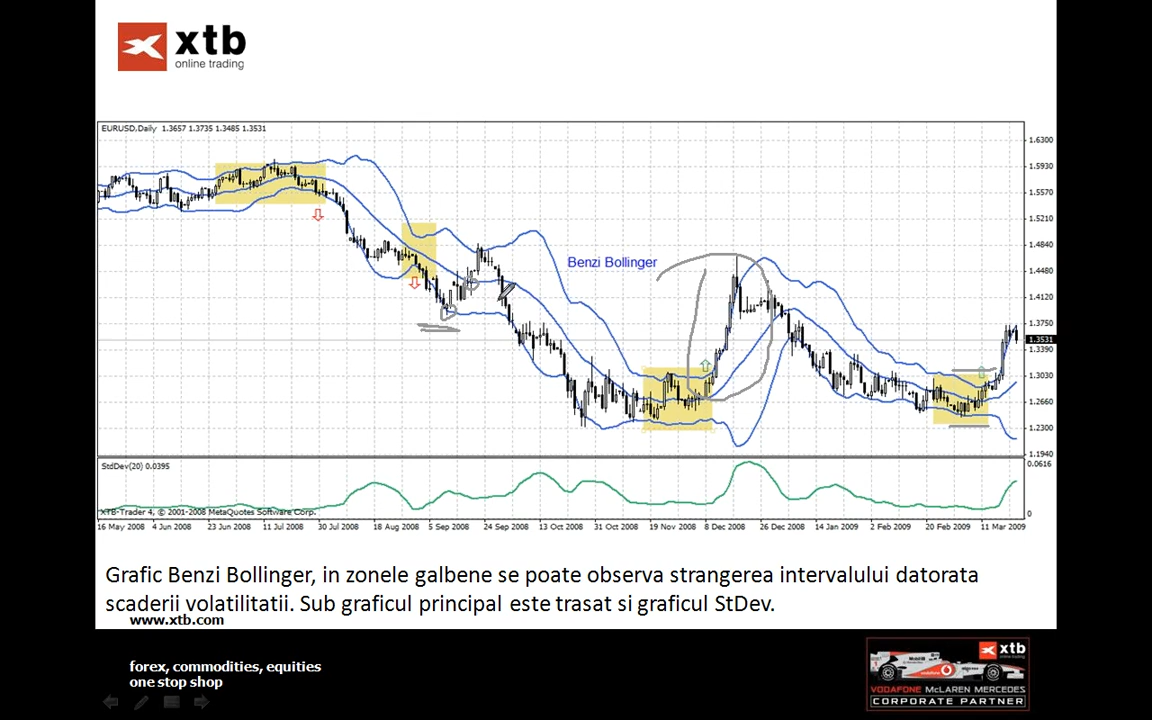 xtb
online trading
EURUSD,Daily 1.3657 1.3735 1.3485 1.3531
1.6300
1.5930
1.5570
1.5210
1.4840
Benzi Bollinger
1.4480
1.4120
1.3750
1.3531
1.3390
1.3030
1.2660
1.2300
1.1940
StdDev(20) 0.0395
0.0616
XTB-Trader 4, © 2001-2008 MetaQuotes Software Corp.
0
16 May 2008 4 Jun 2008 23 Jun 2008 11 Jul 2008 30 Jul 2008 18 Aug 2008 5 Sep 2008 24 Sep 2008 13 Oct 2008 31 Oct 2008 19 Nov 2008 8 Dec 2008 26 Dec 2008 14 Jan 2009 2 Feb 2009 20 Feb 2009 11 Mar 2009
Grafic Benzi Bollinger, in zonele galbene se poate observa strangerea intervalului datorata
scaderii volatilitatii. Sub graficul principal este trasat si graficul StDev.
www.xtb.com
forex, commodities, equities
one stop shop
xtb
online trading
VODAFONE McLAREN MERCEDES
CORPORATE PARTNER